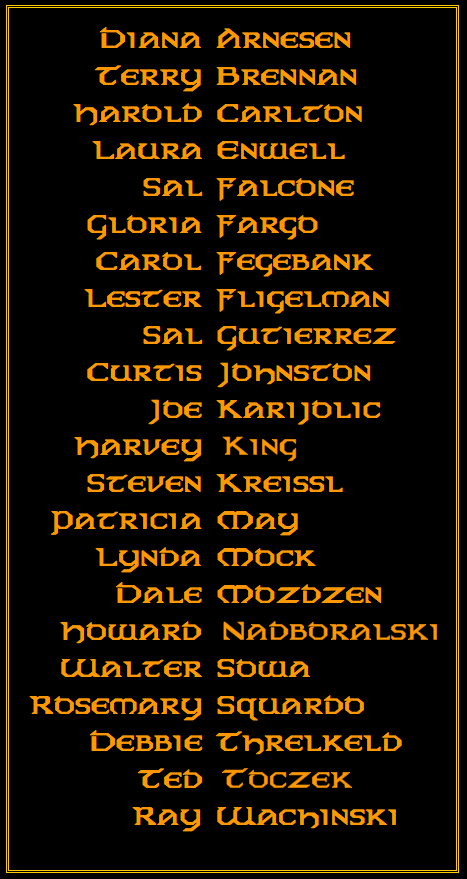 Diana Arnesen
Terry Brennan
Harold Carlton
Laura Enwell
Sal Falcone
Gloria Fargo
Carol Fegebank
Lester Fligelman
Sal Gutierrez
Curtis Johnston
Joe Karijolic
Harvey King
Steven Kreissl
Patricia May
Lynda Mock
Dale Mozdzen
Howard Nadboralski
Walter Sowa
Rosemary Squardo
Debbie Threlkeld
Ted Toczek
Ray Wachinski